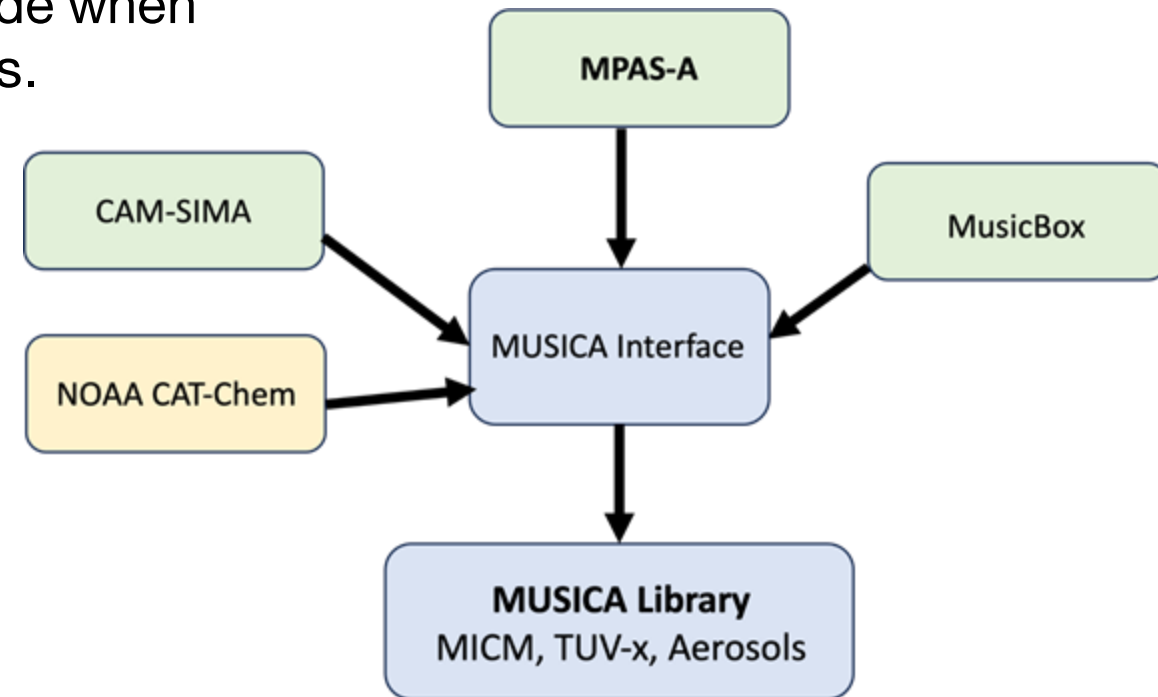 de when
s.
MPAS-A
CAM-SIMA
MusicBox
MUSICA Interface
NOAA CAT-Chem
MUSICA Library
MICM, TUV-x, Aerosols